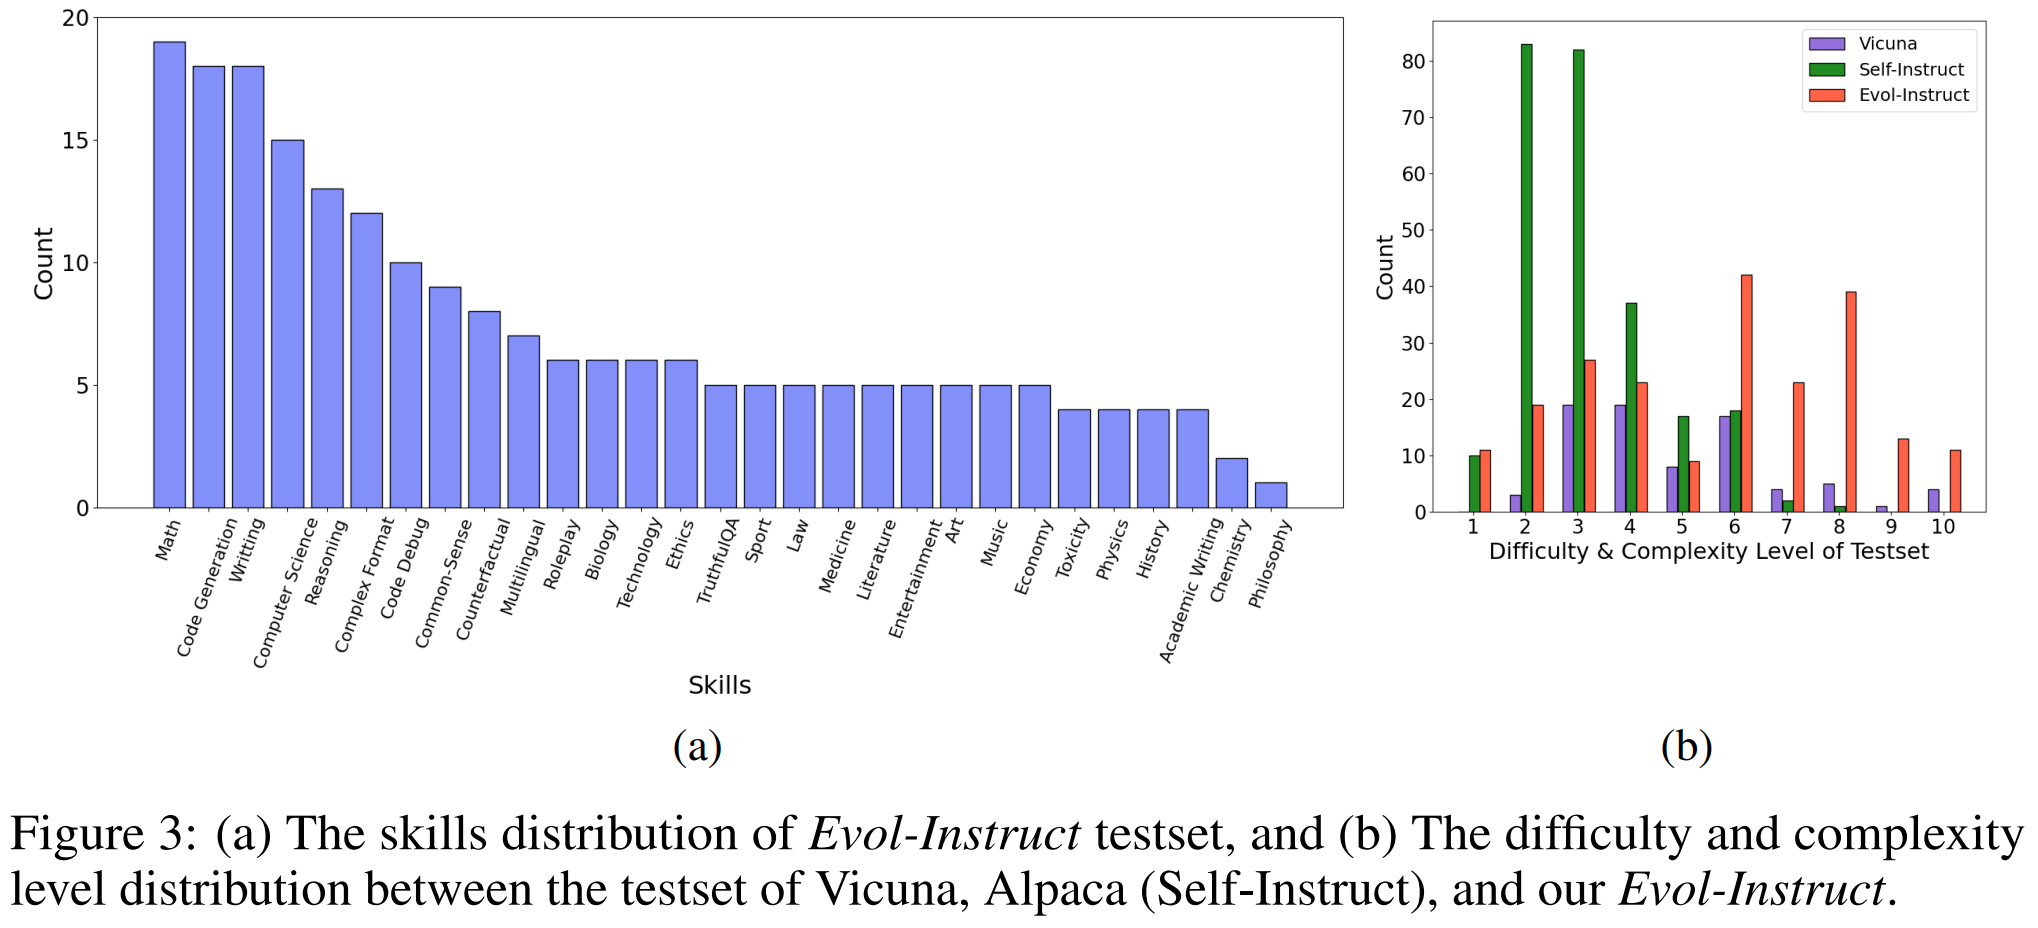 20
15
10
5
0
Count
Math
Code Generation
Writting
Computer Science
Reasoning
Complex Format
Code Debug
Common-Sense
Counterfactual
Multilingual
Roleplay
Biology
Technology
Ethics
TruthfulQA
Sport
Law
Medicine
Literature
Entertainment
Art
Music
Economy
Toxicity
Physics
History
Academic Writing
Chemistry
Philosophy
Skills
(a)
Vicuna
Self-Instruct
Evol-Instruct
80
70
60
50
40
30
20
10
0
Count
1 2 3 4 5 6 7 8 9 10
Difficulty & Complexity Level of Testset
(b)
Figure 3: (a) The skills distribution of Evol-Instruct testset, and (b) The difficulty and complexity
level distribution between the testset of Vicuna, Alpaca (Self-Instruct), and our Evol-Instruct.